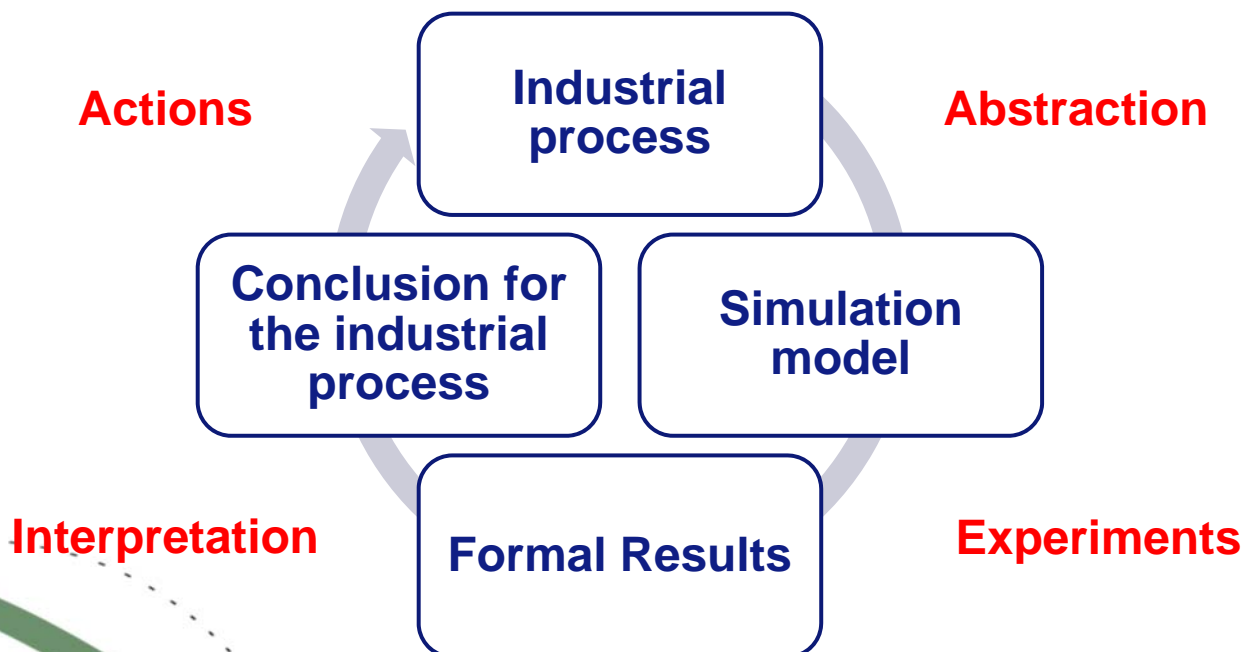 Industrial
process
Actions
Abstraction
Conclusion for
the industrial
process
Simulation
model
Interpretation
Formal Results
Experiments